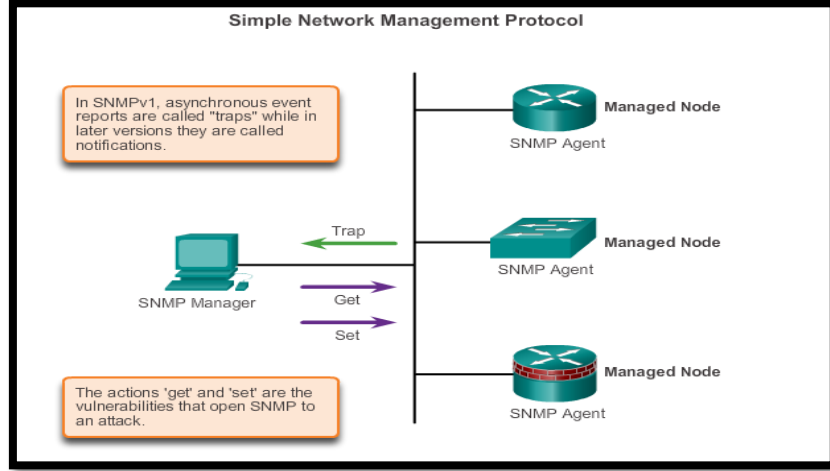 Simple Network Management Protocol
In SNMPv1, asynchronous event
reports are called "traps" while in
later versions they are called
notifications.
Managed Node
SNMP Agent
Trap
Managed Node
SNMP Agent
SNMP Manager
Get
Set
Managed Node
SNMP Agent
The actions 'get' and 'set' are the
vulnerabilities that open SNMP to
an attack.